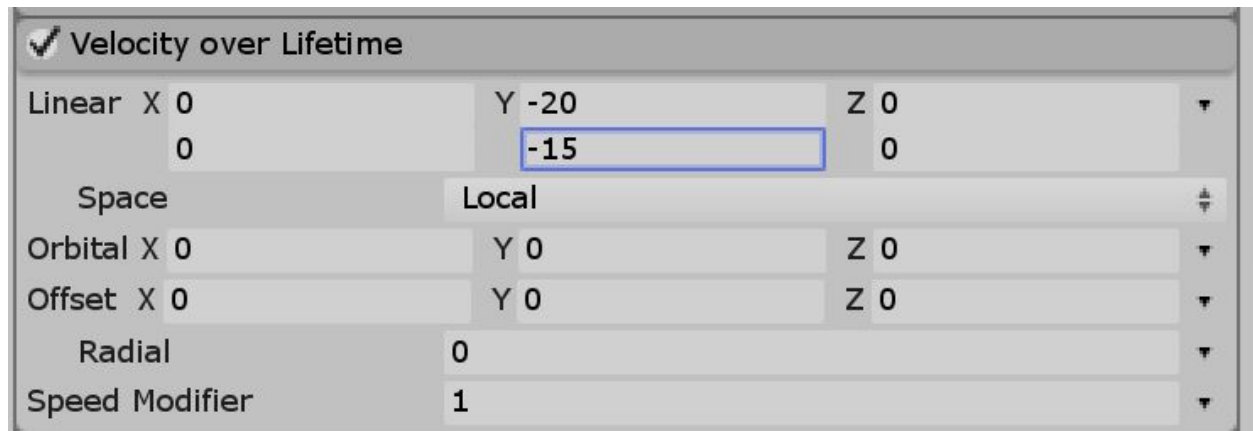 Velocity over Lifetime
Linear X 0 Y -20 Z 0
0 -15 0
Space Local
Orbital X 0 Y 0 Z 0
Offset X 0 Y 0 Z 0
Radial 0
Speed Modifier 1